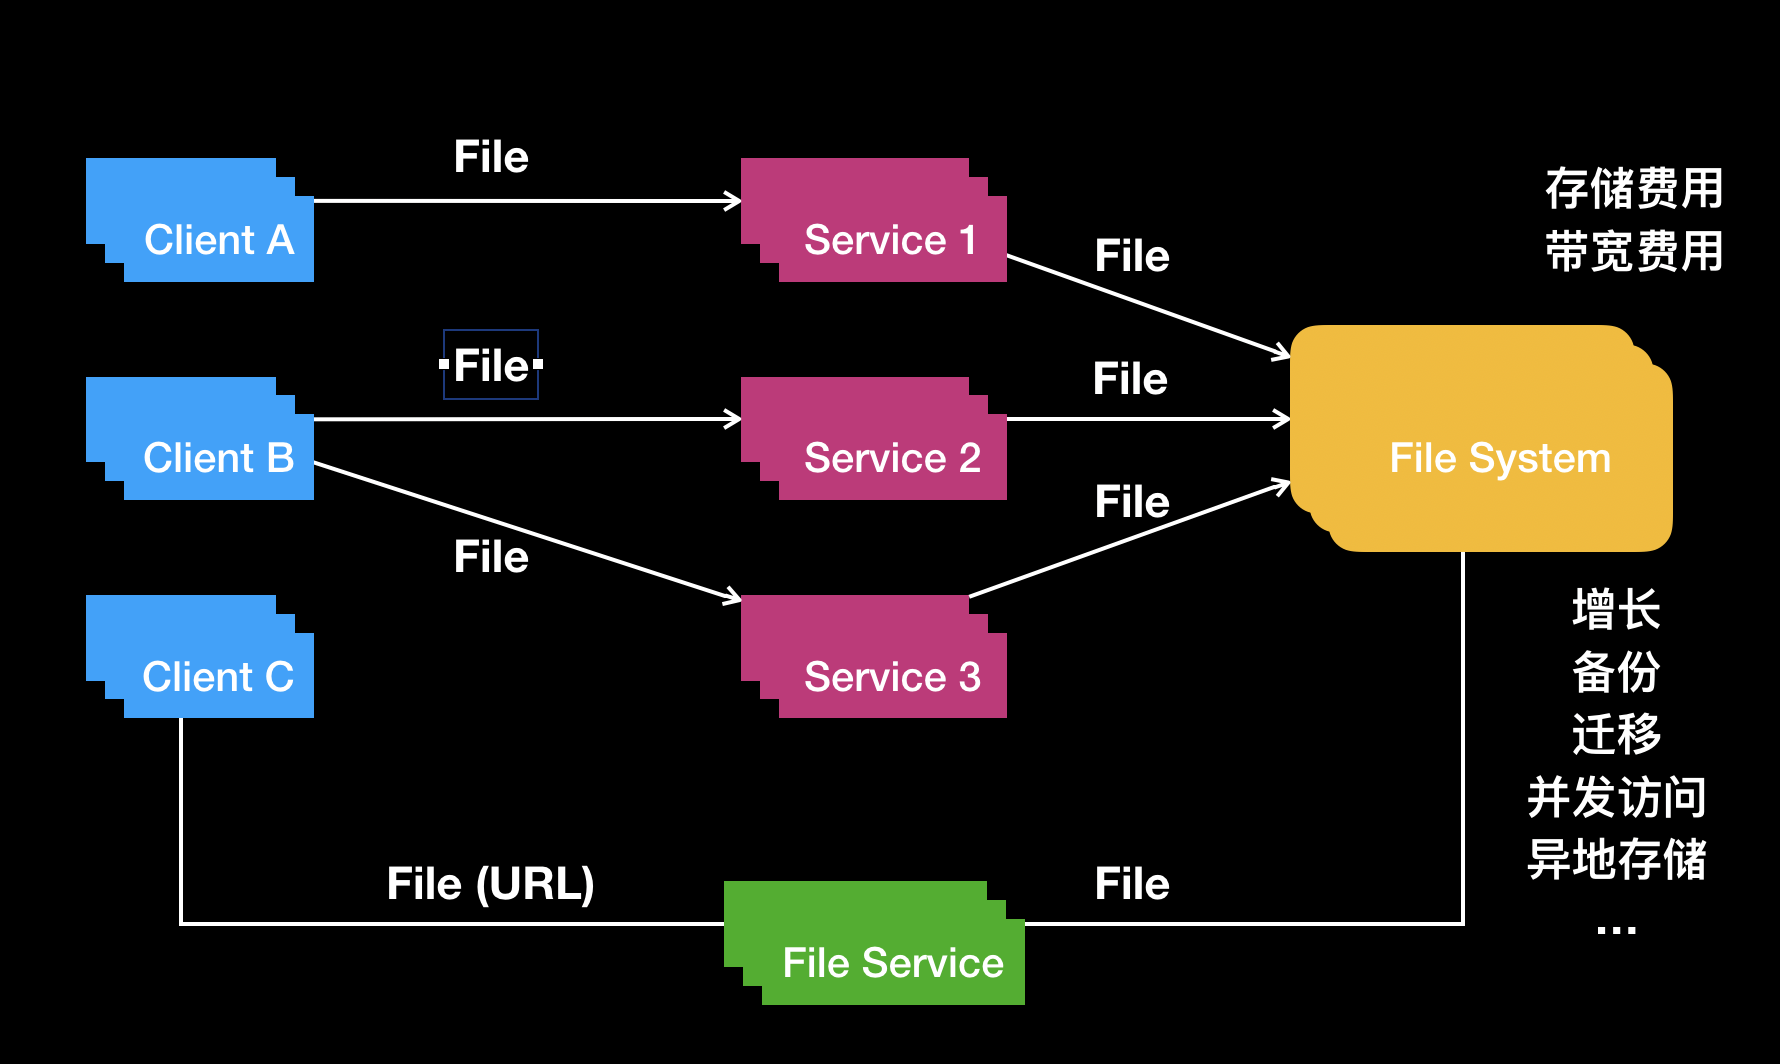 File
Client A
Service 1
File
存储费用
带宽费用
File
Client B
Service 2
File
File System
File
File
Client C
Service 3
增长
备份
迁移
并发访问
异地存储
...
File (URL)
File
File Service